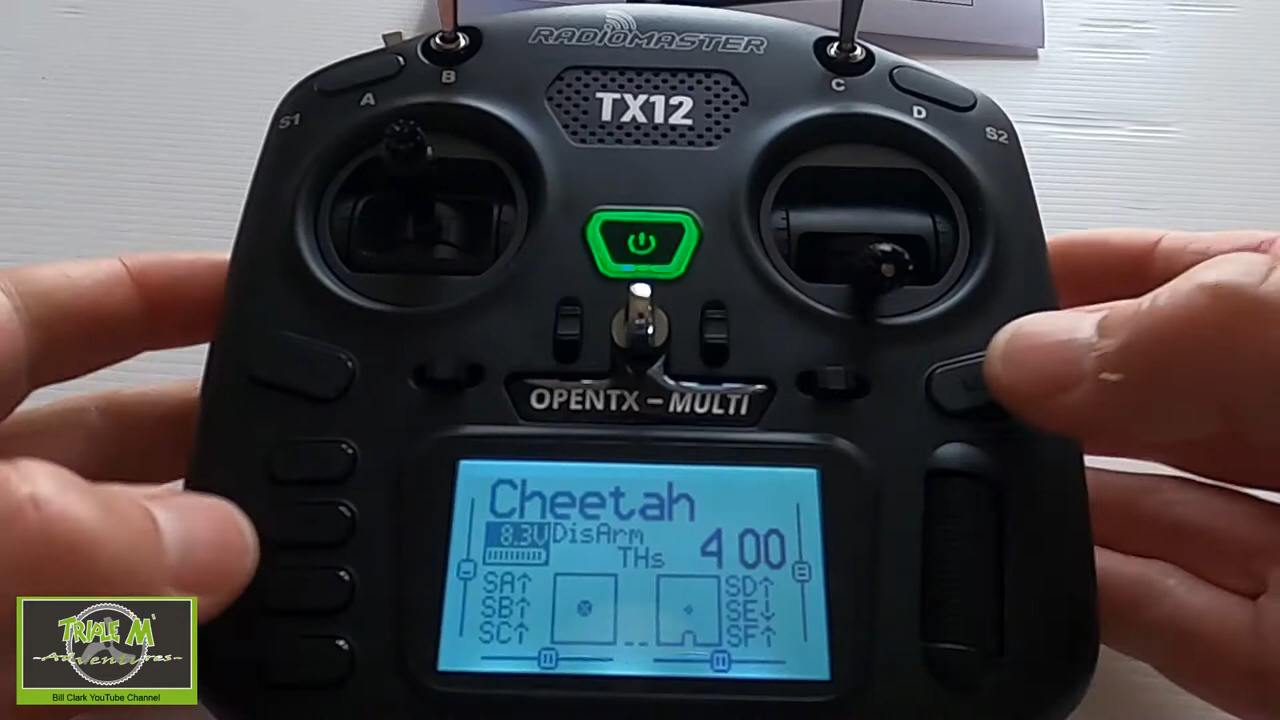 RADIOMASTER
B
C
A
D
S1
S2
TX12
OPENTX – MULTI
Cheetah
8.3V DisArm
THs 4 00
SA↑ SD↑
SB↑ SE↓
SC↑ SF↑
TRIPLE M'
-Adventures-
Bill Clark YouTube Channel